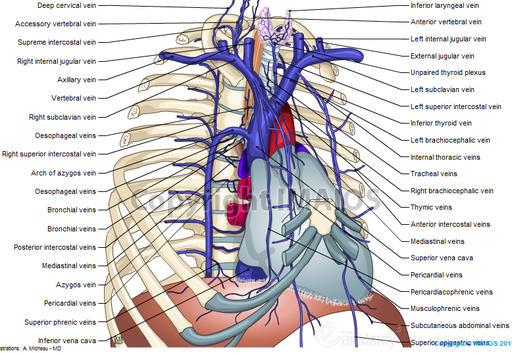 Deep cervical vein
Accessory vertebral vein
Supreme intercostal vein
Right internal jugular vein
Axillary vein
Vertebral vein
Right subclavian vein
Oesophageal veins
Right superior intercostal vein
Arch of azygos vein
Oesophageal veins
Bronchial veins
Bronchial veins
Posterior intercostal veins
Mediastinal veins
Azygos vein
Pericardial veins
Superior phrenic veins
Inferior vena cava
strations : A. Micheau - MD
Inferior laryngeal vein
Anterior vertebral vein
Left internal jugular vein
External jugular vein
Unpaired thyroid plexus
Left subclavian vein
Left superior intercostal vein
Inferior thyroid vein
Left brachiocephalic vein
Internal thoracic veins
Tracheal veins
Right brachiocephalic vein
Thymic veins
Anterior intercostal veins
Mediastinal veins
Superior vena cava
Pericardial veins
Pericardiacophrenic veins
Musculophrenic veins
Subcutaneous abdominal veins
Superior epigastric veins
Copyright IMAIOS